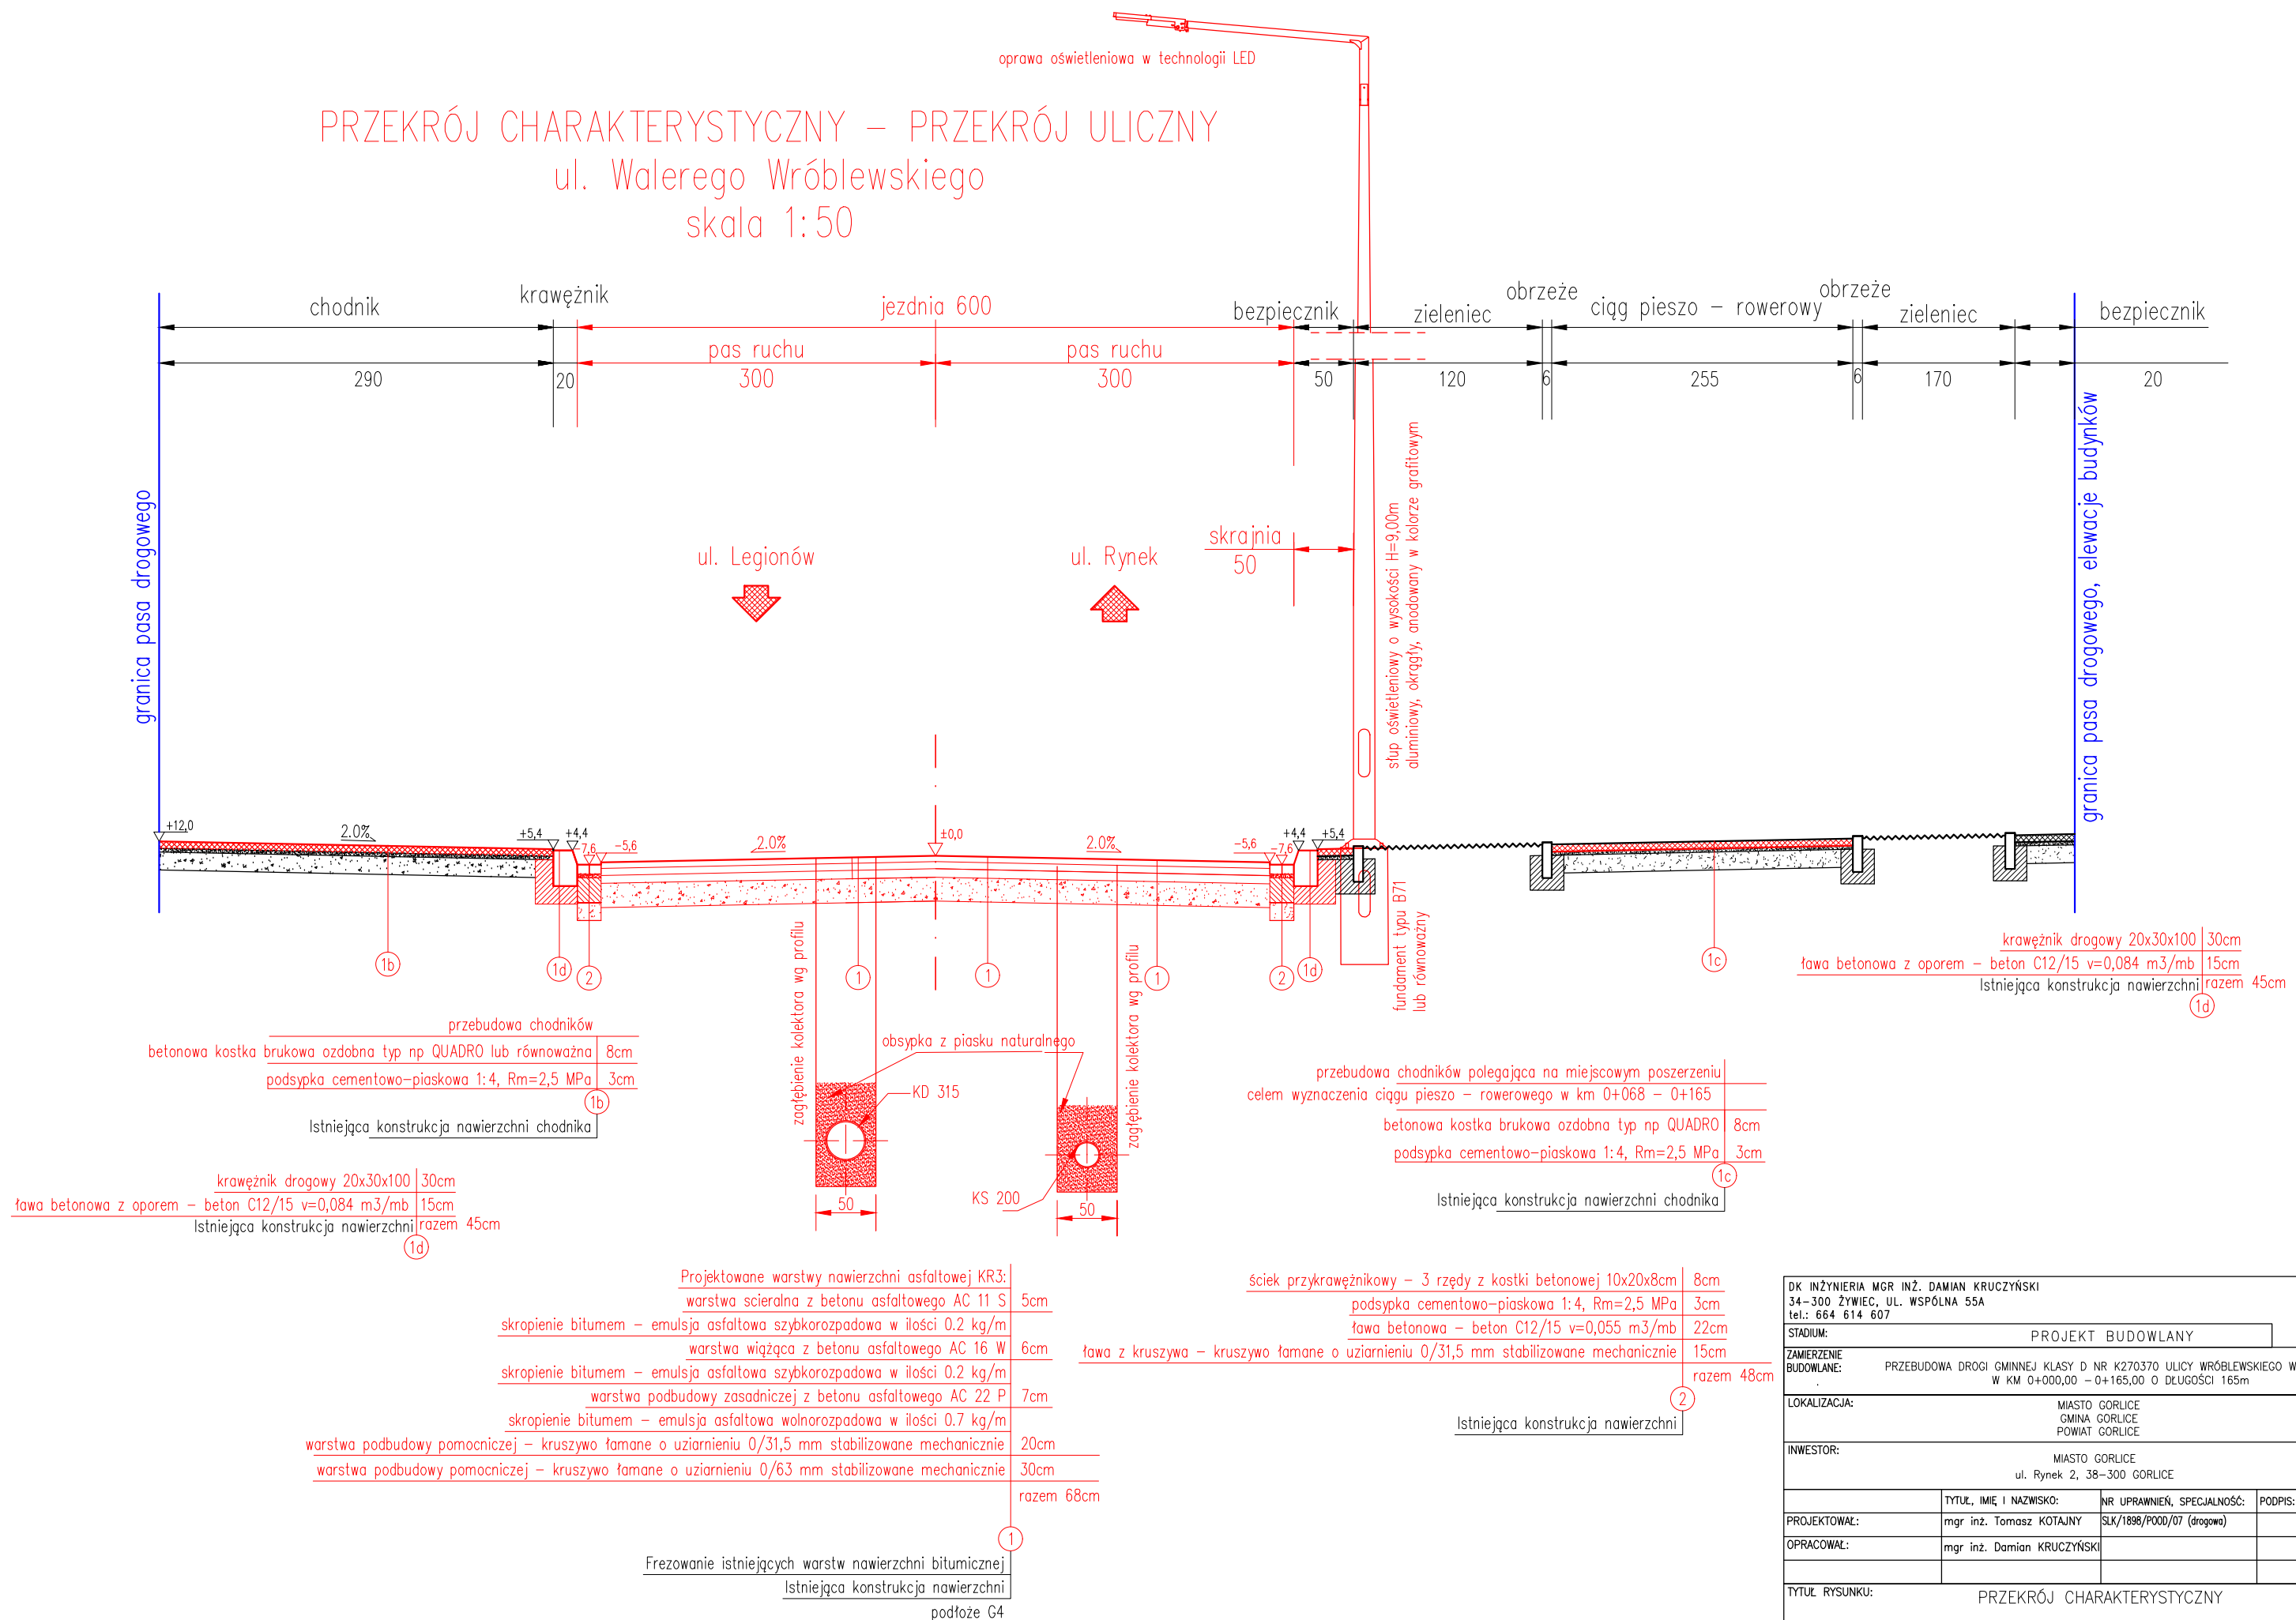 oprawa oświetleniowa w technologii LED
PRZEKRÓJ CHARAKTERYSTYCZNY – PRZEKRÓJ ULICZNY
ul. Walerego Wróblewskiego
skala 1:50
chodnik
krawężnik
jezdnia 600
bezpiecznik
zieleniec
obrzeże
ciąg pieszo – rowerowy
obrzeże
zieleniec
bezpiecznik
pas ruchu
pas ruchu
290
20
300
300
50
120
6
255
6
170
20
granica pasa drogowego
ul. Legionów
ul. Rynek
skrajnia
50
słup oświetleniowy o wysokości H=9,00m
aluminiowy, okrągły, anodowany w kolorze grafitowym
granica pasa drogowego, elewacje budynków
+12,0
2.0%
+5,4
+4,4
-7,6
-5,6
2.0%
±0,0
2.0%
-5,6
-7,6
+4,4
+5,4
1b
1d
2
1
1
1
2
1d
1c
zagłębienie kolektora wg profilu
zagłębienie kolektora wg profilu
fundament typu B71
lub równoważny
krawężnik drogowy 20x30x100 30cm
ława betonowa z oporem – beton C12/15 v=0,084 m3/mb 15cm
Istniejąca konstrukcja nawierzchni razem 45cm
1d
przebudowa chodników
betonowa kostka brukowa ozdobna typ np QUADRO lub równoważna 8cm
podsypka cementowo-piaskowa 1:4, Rm=2,5 MPa 3cm
1b
Istniejąca konstrukcja nawierzchni chodnika
obsypka z piasku naturalnego
KD 315
KS 200
50
50
przebudowa chodników polegająca na miejscowym poszerzeniu
celem wyznaczenia ciągu pieszo – rowerowego w km 0+068 – 0+165
betonowa kostka brukowa ozdobna typ np QUADRO 8cm
podsypka cementowo-piaskowa 1:4, Rm=2,5 MPa 3cm
1c
Istniejąca konstrukcja nawierzchni chodnika
krawężnik drogowy 20x30x100 30cm
ława betonowa z oporem – beton C12/15 v=0,084 m3/mb 15cm
Istniejąca konstrukcja nawierzchni razem 45cm
1d
Projektowane warstwy nawierzchni asfaltowej KR3:
warstwa scieralna z betonu asfaltowego AC 11 S 5cm
skropienie bitumem – emulsja asfaltowa szybkorozpadowa w ilości 0.2 kg/m
warstwa wiążąca z betonu asfaltowego AC 16 W 6cm
skropienie bitumem – emulsja asfaltowa szybkorozpadowa w ilości 0.2 kg/m
warstwa podbudowy zasadniczej z betonu asfaltowego AC 22 P 7cm
skropienie bitumem – emulsja asfaltowa wolnorozpadowa w ilości 0.7 kg/m
warstwa podbudowy pomocniczej – kruszywo łamane o uziarnieniu 0/31,5 mm stabilizowane mechanicznie 20cm
warstwa podbudowy pomocniczej – kruszywo łamane o uziarnieniu 0/63 mm stabilizowane mechanicznie 30cm
razem 68cm
1
Frezowanie istniejących warstw nawierzchni bitumicznej
Istniejąca konstrukcja nawierzchni
podłoże G4
ściek przykrawężnikowy – 3 rzędy z kostki betonowej 10x20x8cm 8cm
podsypka cementowo-piaskowa 1:4, Rm=2,5 MPa 3cm
ława betonowa – beton C12/15 v=0,055 m3/mb 22cm
ława z kruszywa – kruszywo łamane o uziarnieniu 0/31,5 mm stabilizowane mechanicznie 15cm
razem 48cm
2
Istniejąca konstrukcja nawierzchni
DK INŻYNIERIA MGR INŻ. DAMIAN KRUCZYŃSKI
34-300 ŻYWIEC, UL. WSPÓLNA 55A
tel.: 664 614 607
STADIUM: PROJEKT BUDOWLANY
ZAMIERZENIE BUDOWLANE: PRZEBUDOWA DROGI GMINNEJ KLASY D NR K270370 ULICY WRÓBLEWSKIEGO W
W KM 0+000,00 – 0+165,00 O DŁUGOŚCI 165m
LOKALIZACJA: MIASTO GORLICE
GMINA GORLICE
POWIAT GORLICE
INWESTOR: MIASTO GORLICE
ul. Rynek 2, 38-300 GORLICE
TYTUŁ, IMIĘ I NAZWISKO: NR UPRAWNIEŃ, SPECJALNOŚĆ: PODPIS:
PROJEKTOWAŁ: mgr inż. Tomasz KOTAJNY SLK/1898/POOD/07 (drogowa)
OPRACOWAŁ: mgr inż. Damian KRUCZYŃSKI
TYTUŁ RYSUNKU: PRZEKRÓJ CHARAKTERYSTYCZNY